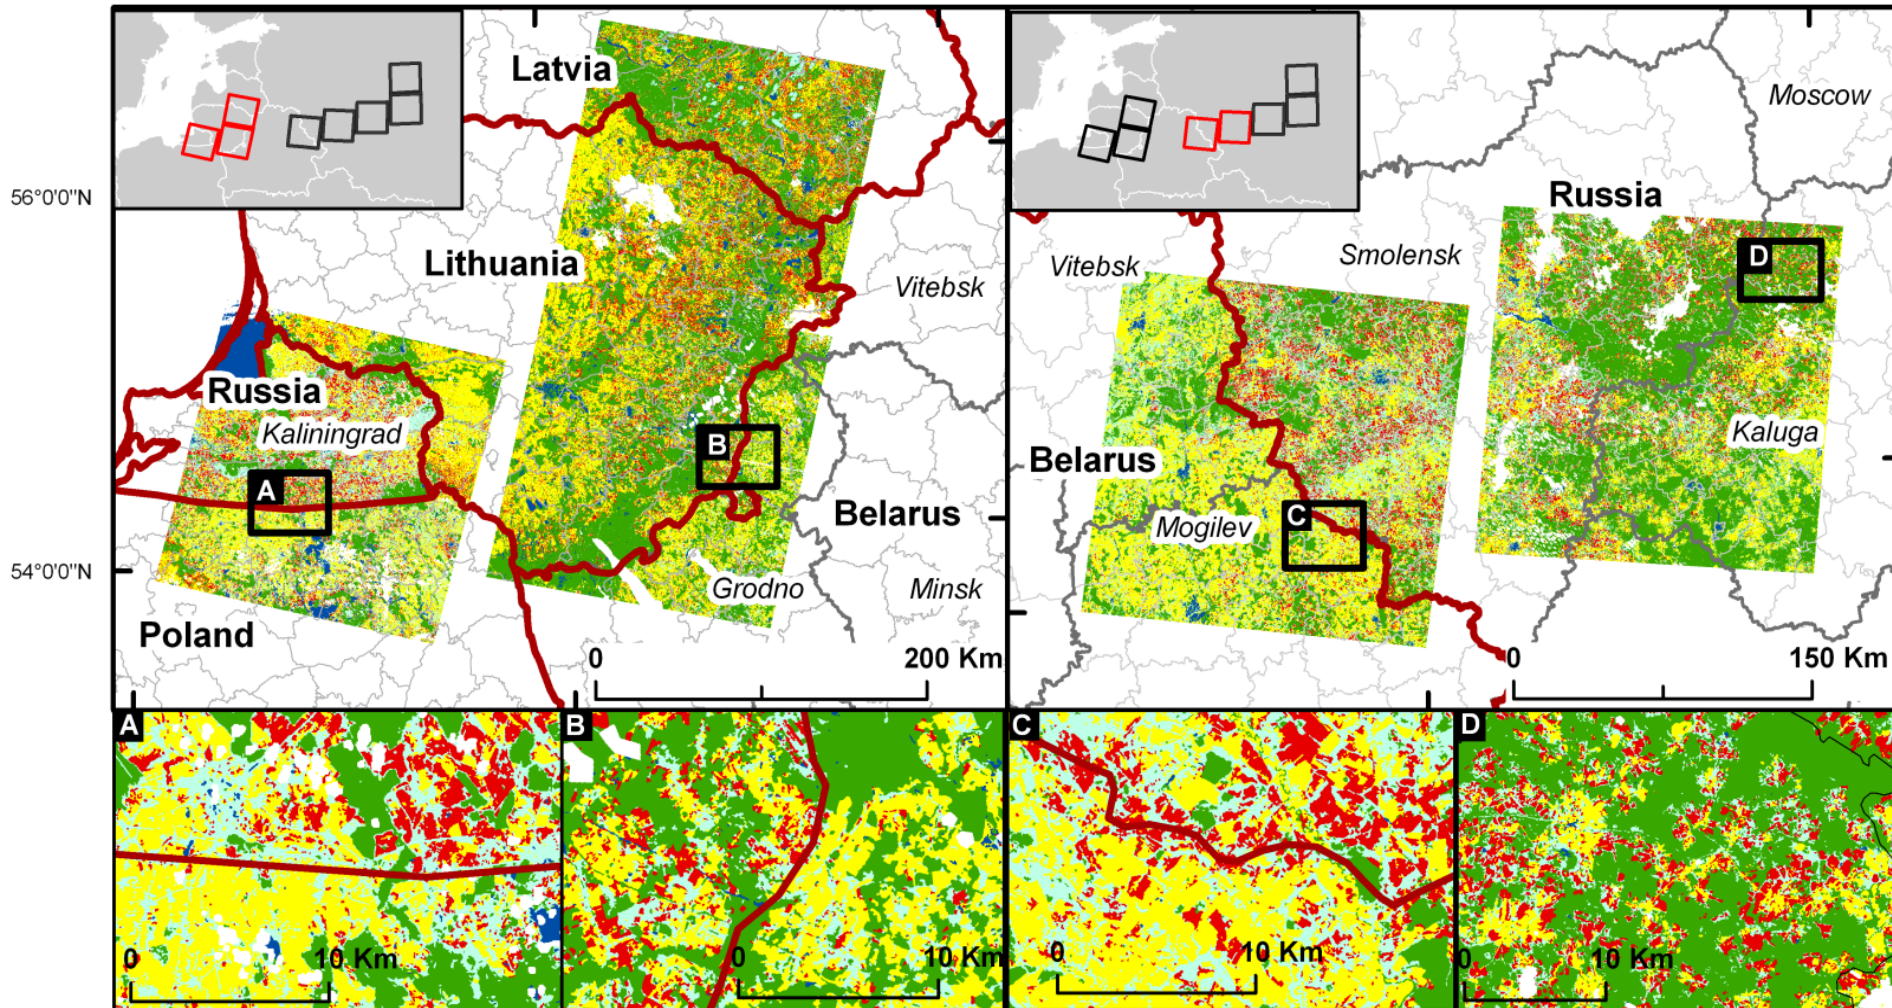 Latvia
Moscow
56°0'0"N
Russia
Lithuania
Vitebsk
Vitebsk
Smolensk
D
Russia
Kaliningrad
B
Kaluga
Belarus
A
Belarus
Mogilev
C
54°0'0"N
Grodno
Minsk
Poland
0
200 Km
0
150 Km
A
B
C
D
0
10 Km
0
10 Km
0
10 Km
0
10 Km